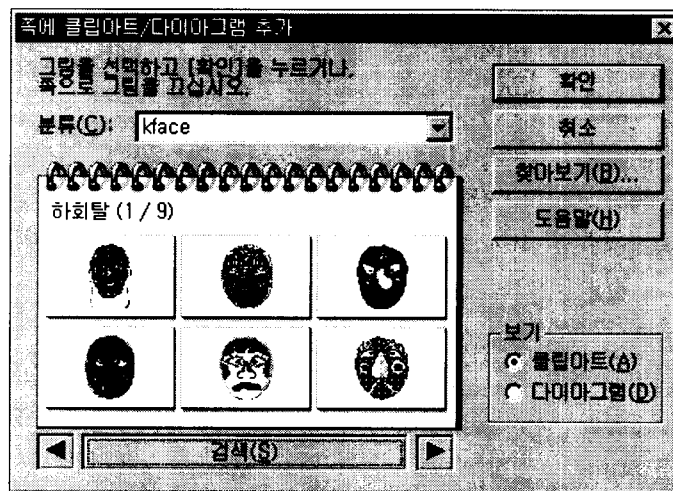 쪽에 클립아트/다이아그램 추가
그림을 선택하고 [확인]을 누르거나,
쪽으로 그림을 끄십시오.
분류(C): kface
하회탈 (1 / 9)
검색(S)
확인
취소
찾아보기(B)...
도움말(H)
보기
클립아트(A)
다이아그램(D)